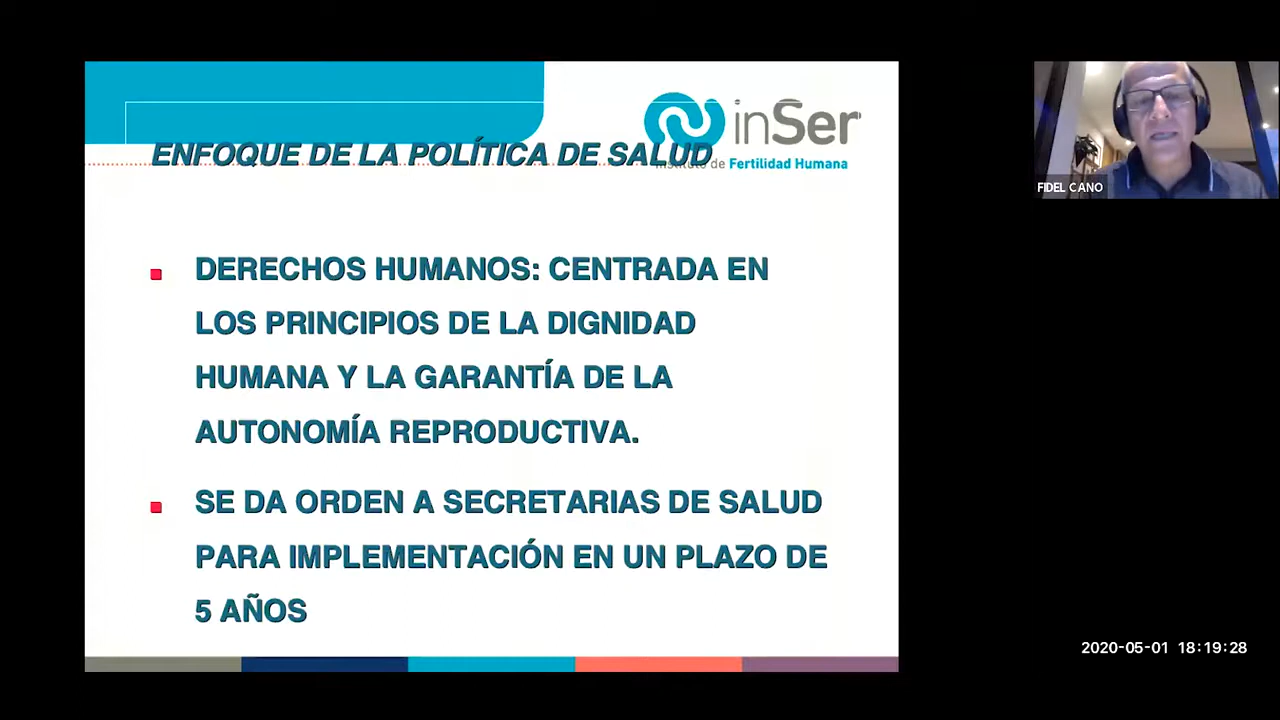 inSer
ENFOQUE DE LA POLÍTICA DE SALUD
Instituto de Fertilidad Humana
DERECHOS HUMANOS: CENTRADA EN
LOS PRINCIPIOS DE LA DIGNIDAD
HUMANA Y LA GARANTÍA DE LA
AUTONOMÍA REPRODUCTIVA.
SE DA ORDEN A SECRETARIAS DE SALUD
PARA IMPLEMENTACIÓN EN UN PLAZO DE
5 AÑOS
FIDEL CANO
2020-05-01 18:19:28